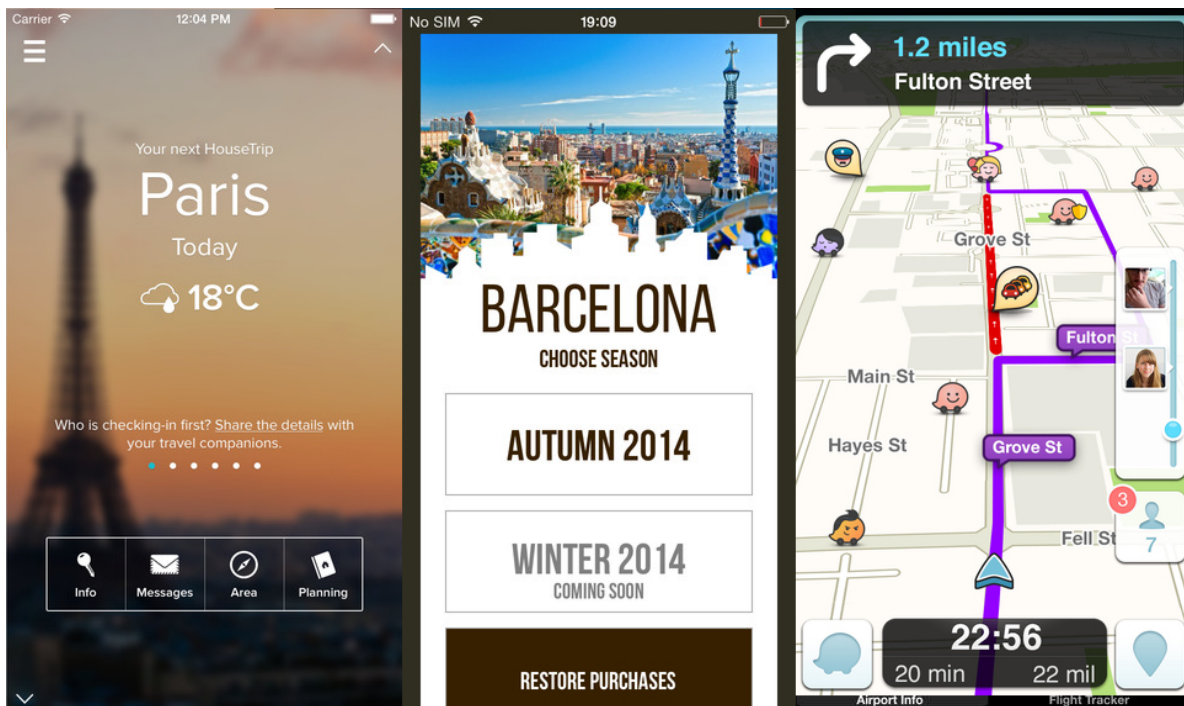 Carrier 12:04 PM
Your next HouseTrip
Paris
Today
18°C
Who is checking-in first? Share the details with
your travel companions.
Info Messages Area Planning
No SIM 19:09
BARCELONA
CHOOSE SEASON
AUTUMN 2014
WINTER 2014
COMING SOON
RESTORE PURCHASES
1.2 miles
Fulton Street
Grove St
Fulton St
Main St
Hayes St
Grove St
3
Fell St
7
22:56
20 min 22 mil
Airport Info Flight Tracker